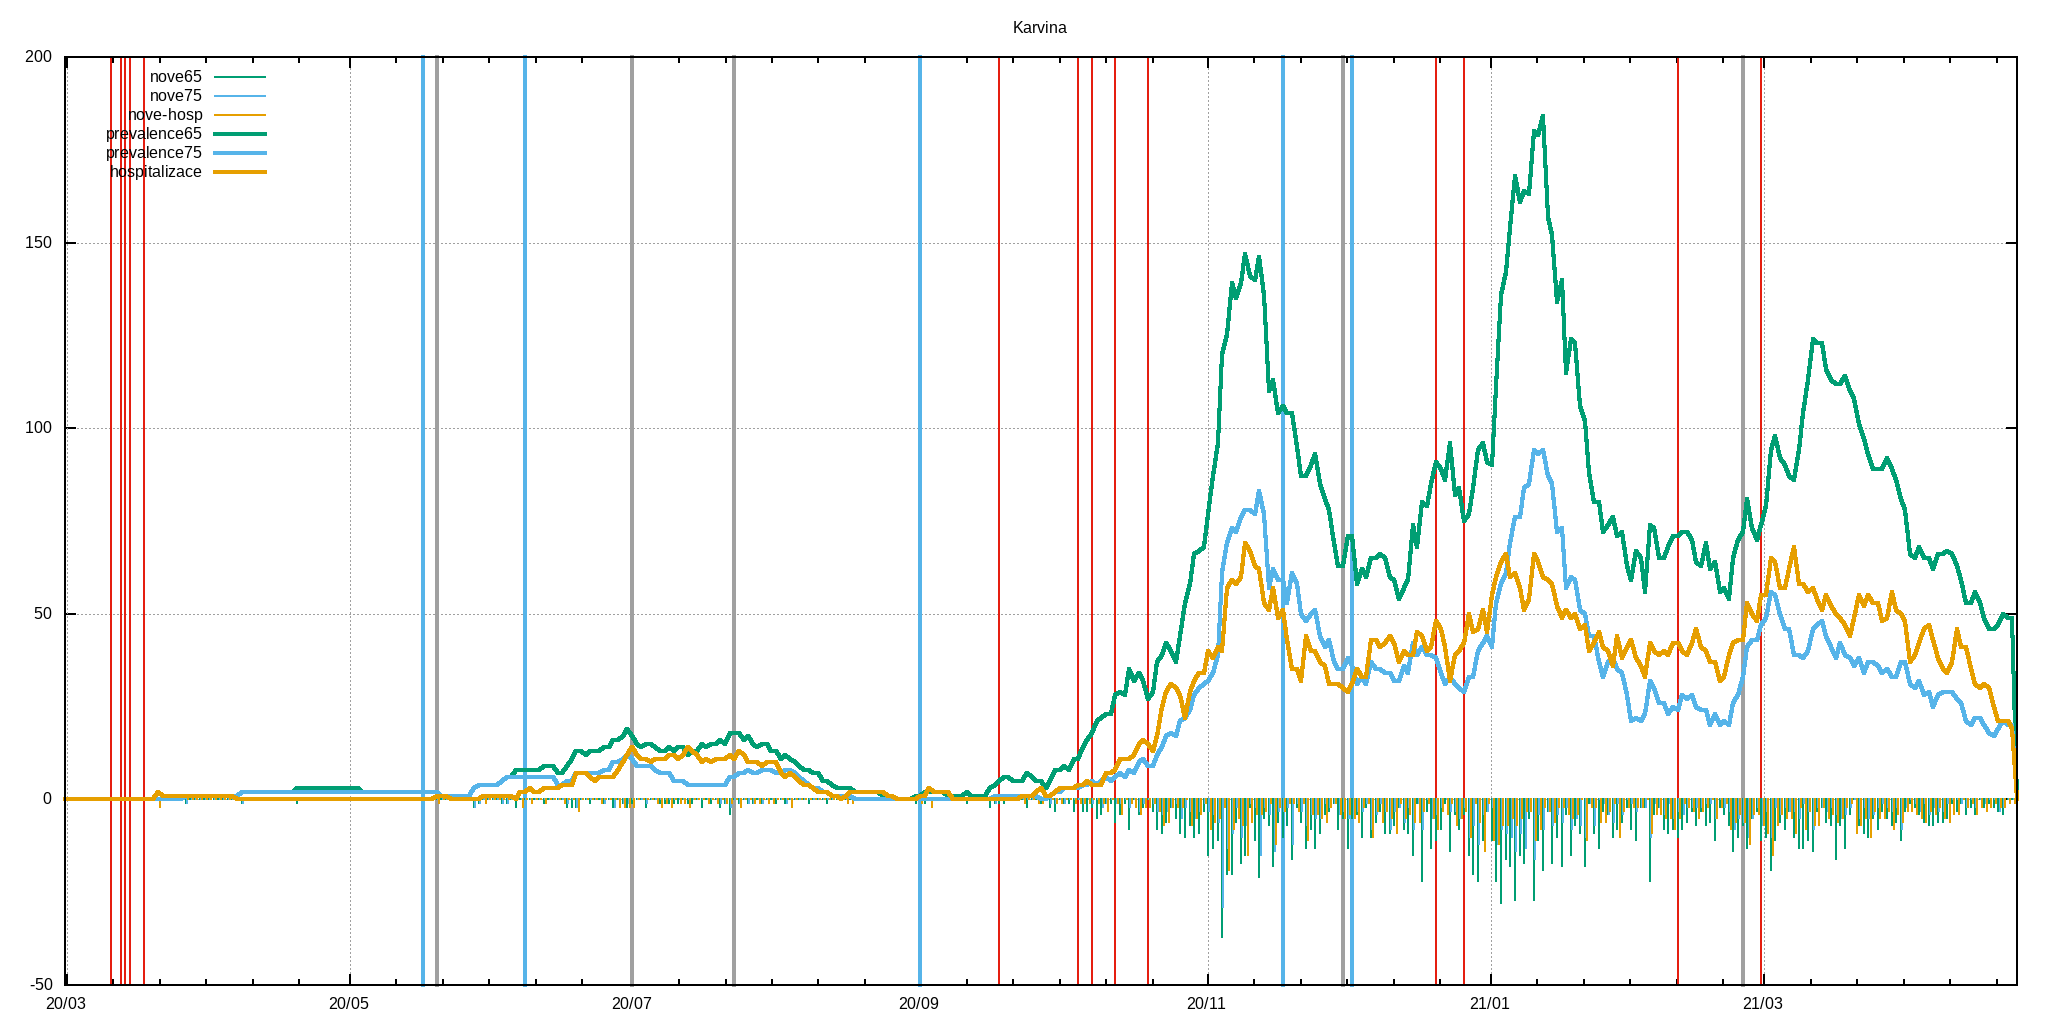 Karvina
200
nove65
nove75
nove-hosp
prevalence65
prevalence75
hospitalizace
150
100
50
0
-50
20/03 20/05 20/07 20/09 20/11 21/01 21/03